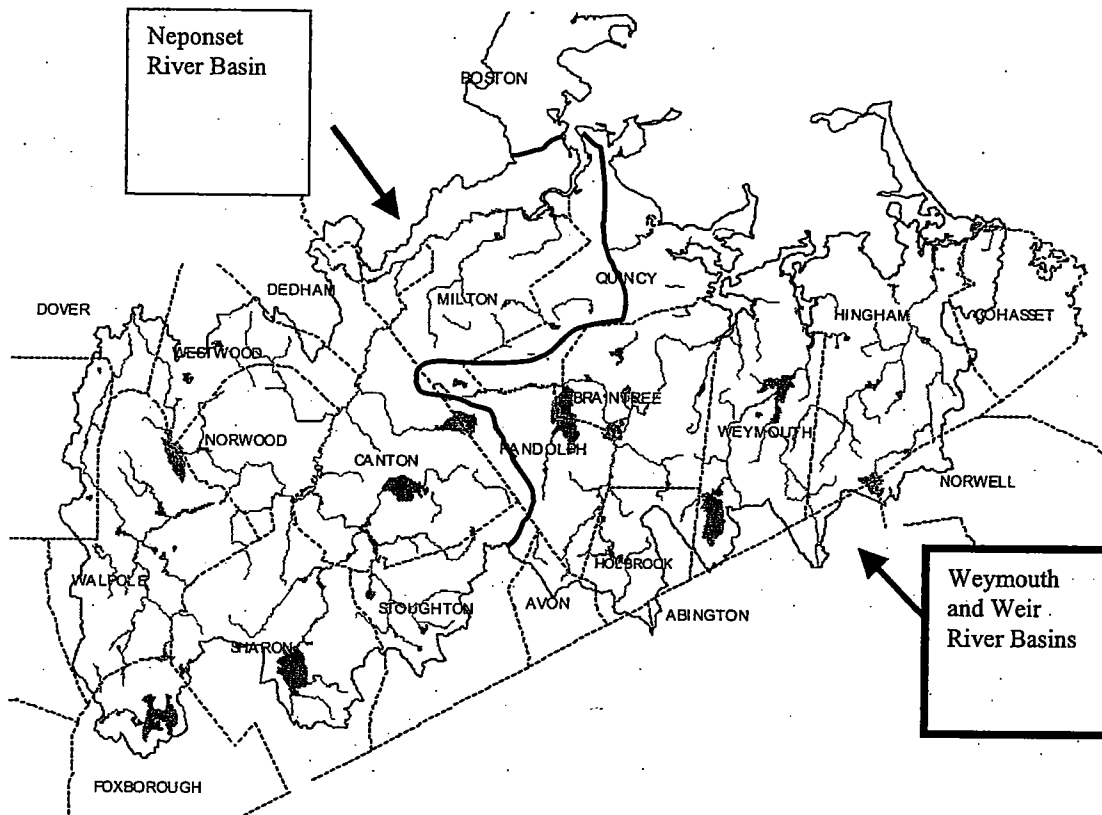 Neponset
River Basin
BOSTON
DOVER
DEDHAM
MILTON
QUINCY
HINGHAM
COHASSET
WESTWOOD
NORWOOD
CANTON
BRAINTREE
RANDOLPH
WEYMOUTH
NORWELL
WALPOLE
STOUGHTON
HOLBROOK
AVON
ABINGTON
SHARON
FOXBOROUGH
Weymouth
and Weir
River Basins